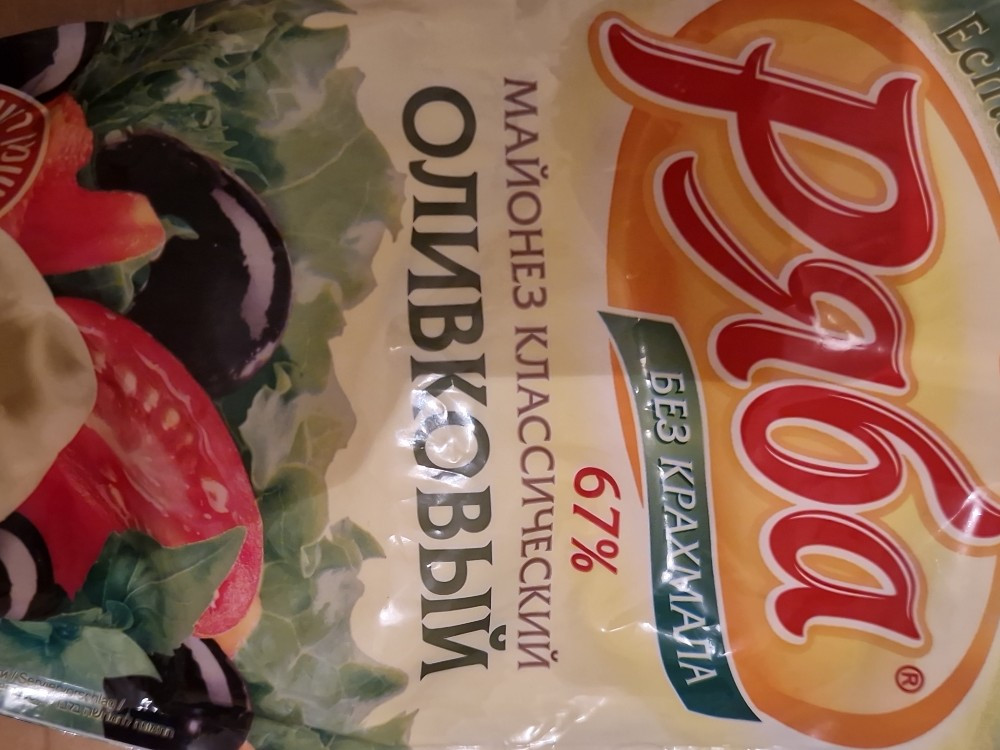 Ряба®
БЕЗ КРАХМАЛА
67%
МАЙОНЕЗ КЛАССИЧЕСКИЙ
ОЛИВКОВЫЙ